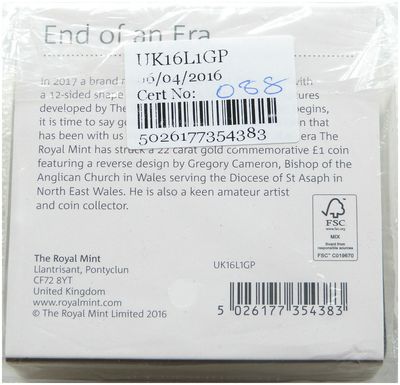 End of an Era
UK16L1GP
06/04/2016
Cert No: 088
5026177354383
In 2017 a brand with
a 12-sided shape
developed by The begins,
it is time to say that
has been with us era The
Royal Mint has struck a 22 carat gold commemorative £1 coin
featuring a reverse design by Gregory Cameron, Bishop of the
Anglican Church in Wales serving the Diocese of St Asaph in
North East Wales. He is also a keen amateur artist
and coin collector.
FSC
www.fsc.org
MIX
Board from
responsible sources
FSC® C019670
The Royal Mint
Llantrisant, Pontyclun
CF72 8YT
United Kingdom
www.royalmint.com
© The Royal Mint Limited 2016
UK16L1GP
5 026177 354383